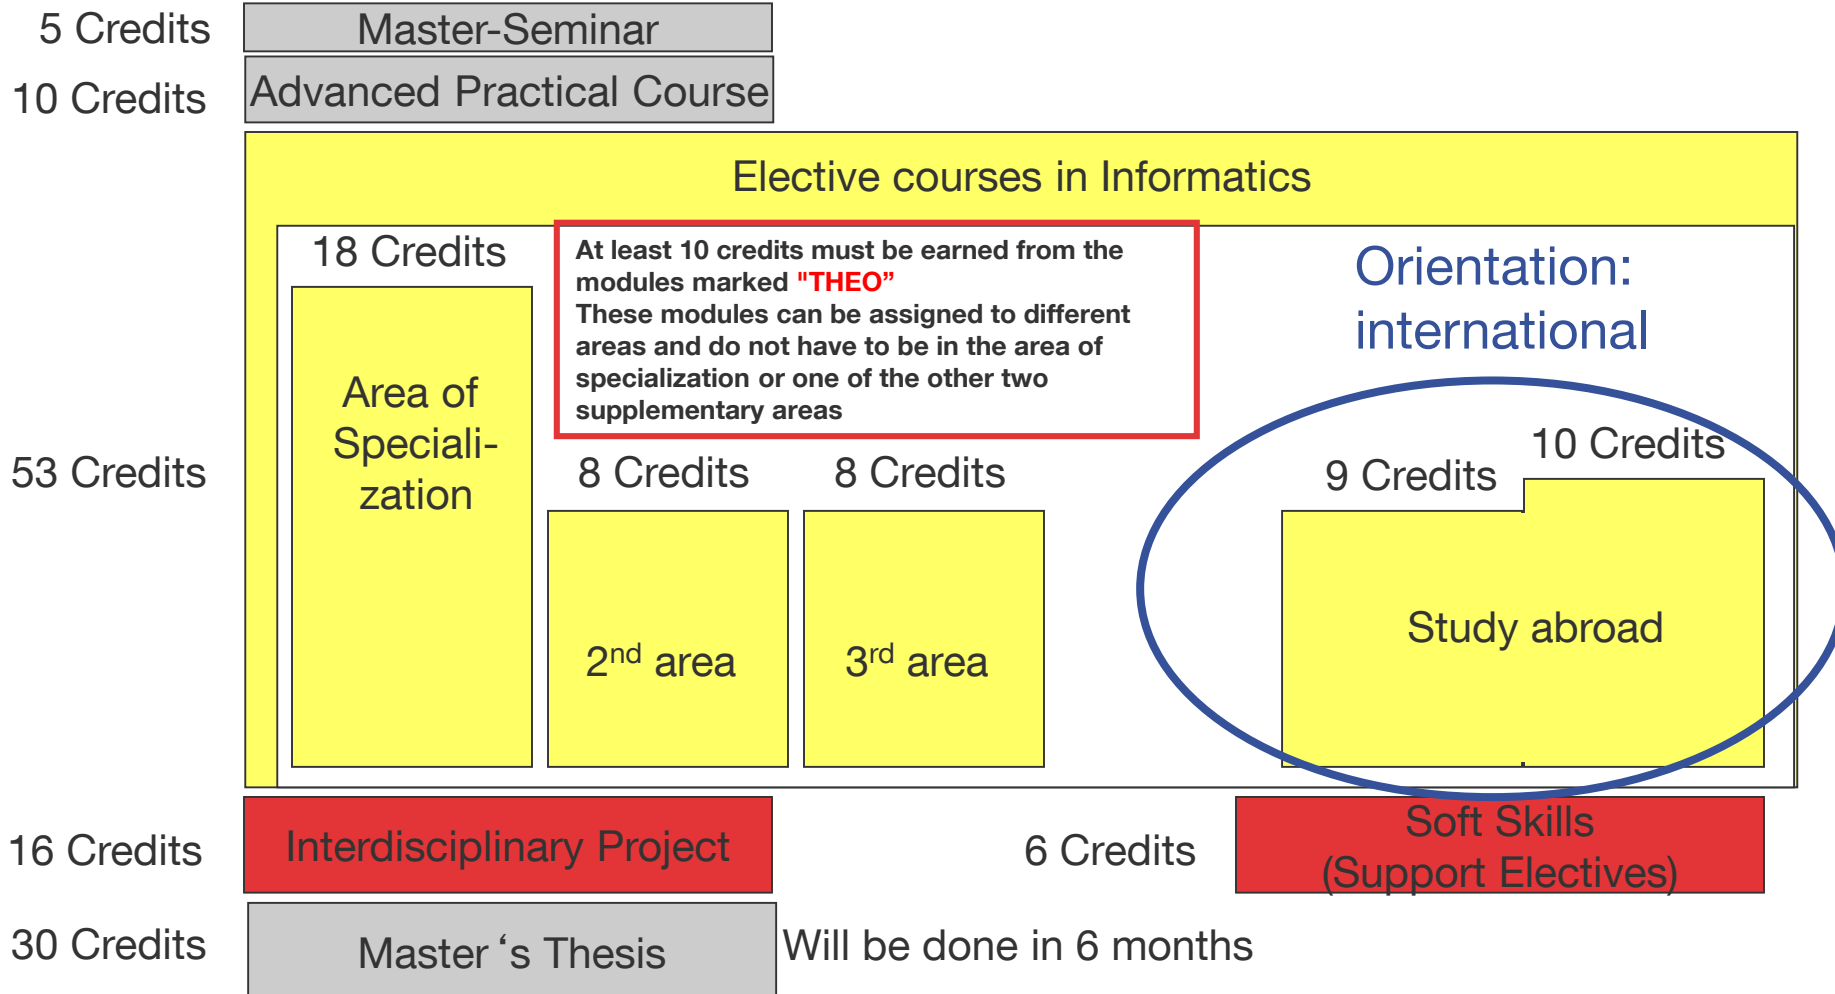 5 Credits
Master-Seminar
10 Credits
Advanced Practical Course
Elective courses in Informatics
18 Credits
At least 10 credits must be earned from the
modules marked "THEO”
These modules can be assigned to different
areas and do not have to be in the area of
specialization or one of the other two
supplementary areas
Orientation:
international
Area of
Speciali-
zation
53 Credits
8 Credits
8 Credits
9 Credits
10 Credits
2nd area
3rd area
Study abroad
16 Credits
Interdisciplinary Project
6 Credits
Soft Skills
(Support Electives)
30 Credits
Master‘s Thesis
Will be done in 6 months